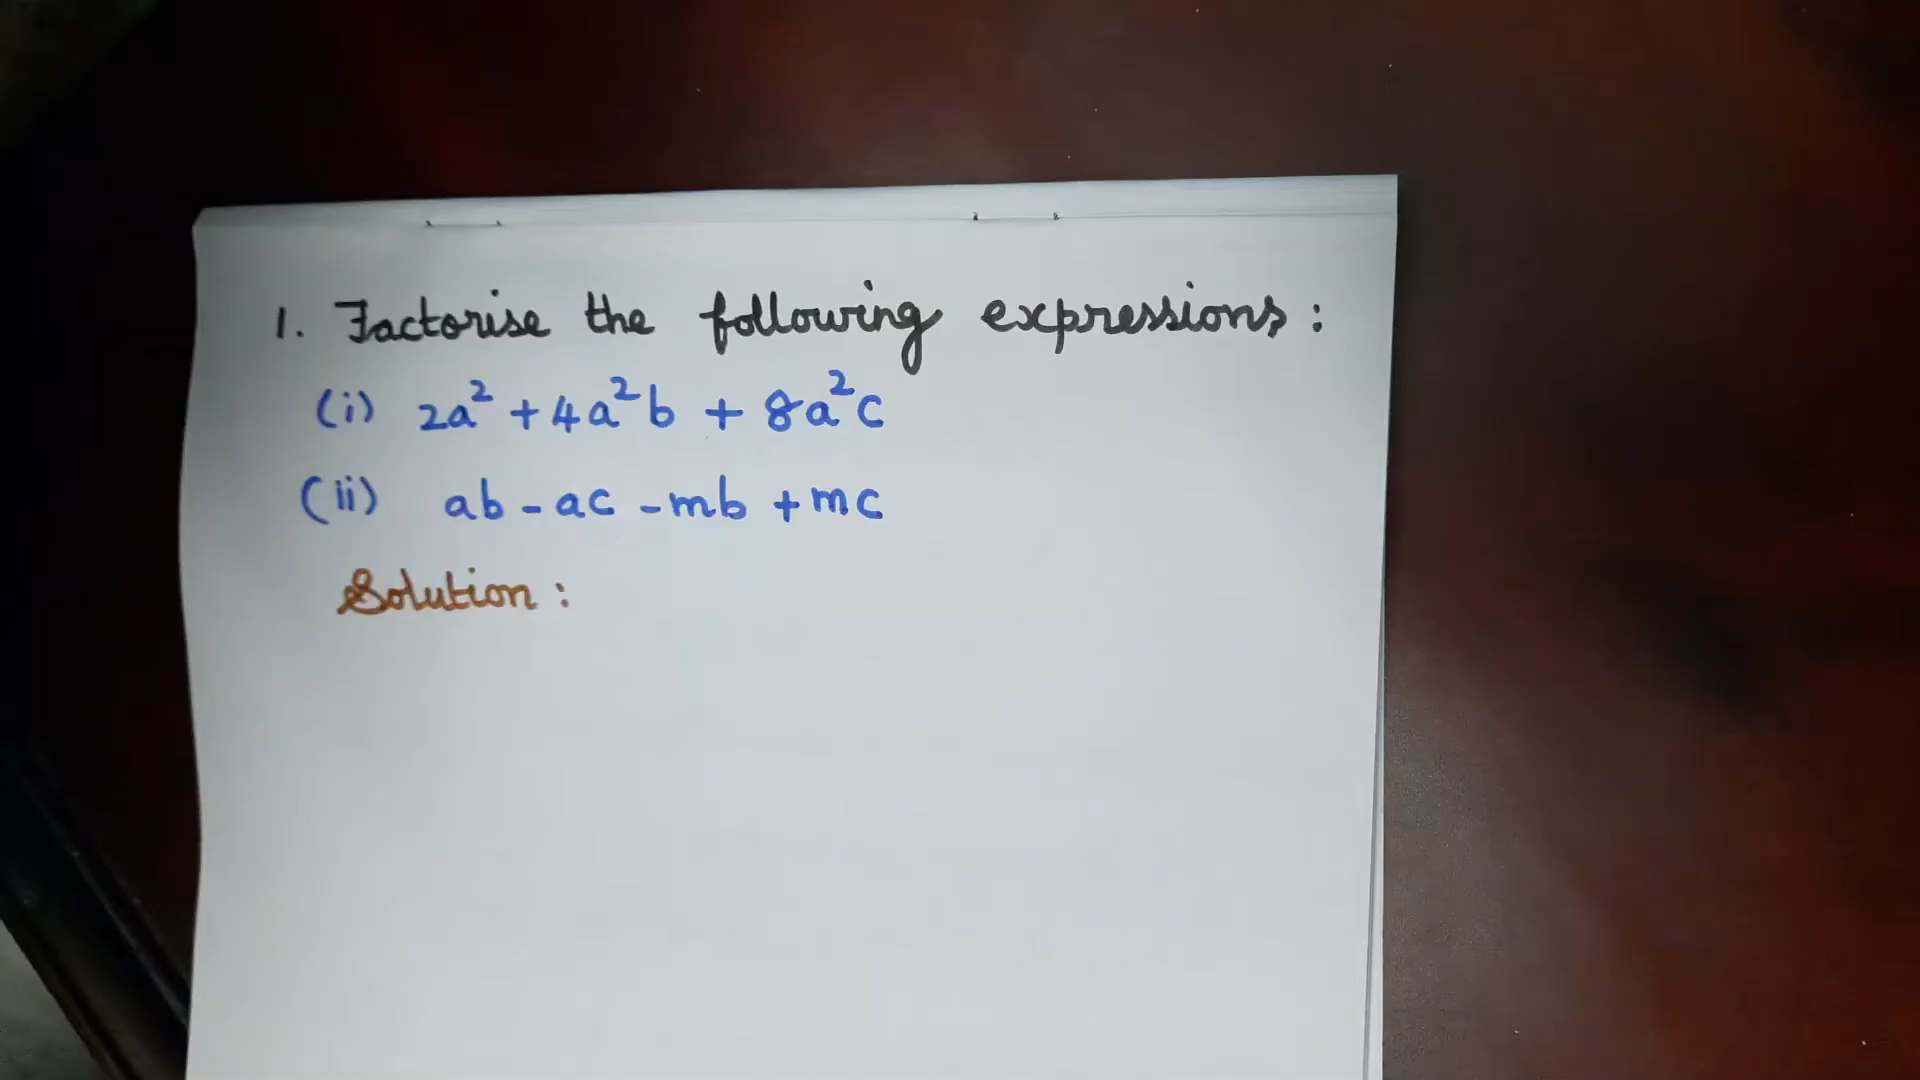 1. Factorise the following expressions :
(i) 2a² + 4a²b + 8a²c
(ii) ab - ac - mb + mc
Solution :